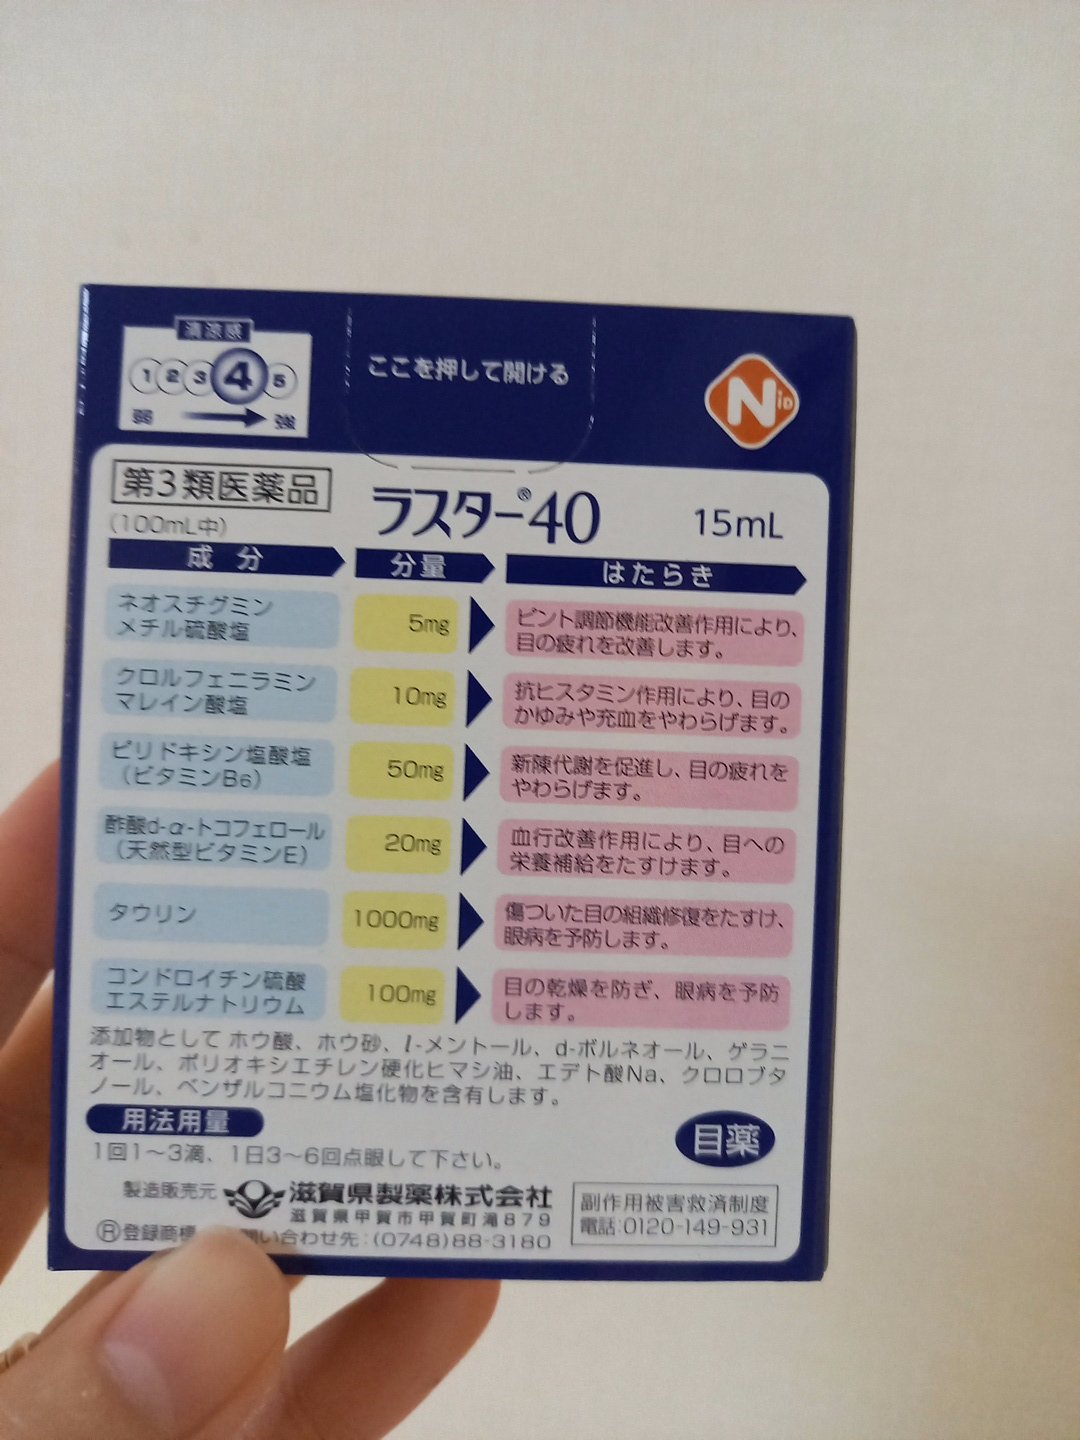 清涼感
1 2 3 4 5
弱 強
ここを押して開ける
N iD
第3類医薬品
(100mL中)
ラスター®40
15mL
成分 分量 はたらき
ネオスチグミン
メチル硫酸塩
5mg
ピント調節機能改善作用により、
目の疲れを改善します。
クロルフェニラミン
マレイン酸塩
10mg
抗ヒスタミン作用により、目の
かゆみや充血をやわらげます。
ピリドキシン塩酸塩
(ビタミンB6)
50mg
新陳代謝を促進し、目の疲れを
やわらげます。
酢酸d-α-トコフェロール
(天然型ビタミンE)
20mg
血行改善作用により、目への
栄養補給をたすけます。
タウリン
1000mg
傷ついた目の組織修復をたすけ、
眼病を予防します。
コンドロイチン硫酸
エステルナトリウム
100mg
目の乾燥を防ぎ、眼病を予防
します。
添加物として ホウ酸、ホウ砂、l-メントール、d-ボルネオール、ゲラニ
オール、ポリオキシエチレン硬化ヒマシ油、エデト酸Na、クロロブタ
ノール、ベンザルコニウム塩化物を含有します。
用法用量
1回1〜3滴、1日3〜6回点眼して下さい。
目薬
製造販売元 滋賀県製薬株式会社
滋賀県甲賀市甲賀町滝879
Ⓡ登録商標 問い合わせ先:(0748)88-3180
副作用被害救済制度
電話:0120-149-931